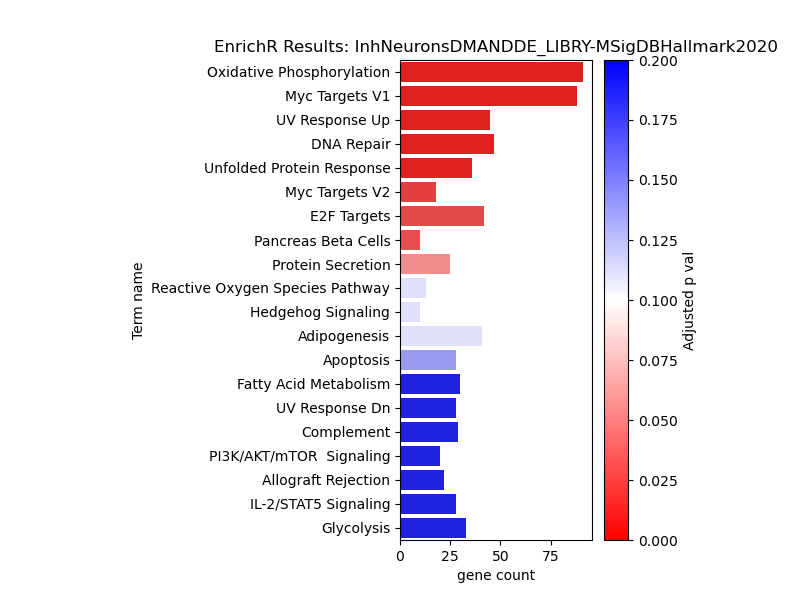 EnrichR Results: InhNeuronsDMANDDE_LIBRY-MSigDBHallmark2020
Oxidative Phosphorylation
Myc Targets V1
UV Response Up
DNA Repair
Unfolded Protein Response
Myc Targets V2
E2F Targets
Pancreas Beta Cells
Protein Secretion
Reactive Oxygen Species Pathway
Hedgehog Signaling
Adipogenesis
Apoptosis
Fatty Acid Metabolism
UV Response Dn
Complement
PI3K/AKT/mTOR  Signaling
Allograft Rejection
IL-2/STAT5 Signaling
Glycolysis
Term name
0 25 50 75
gene count
0.200
0.175
0.150
0.125
0.100
0.075
0.050
0.025
0.000
Adjusted p val